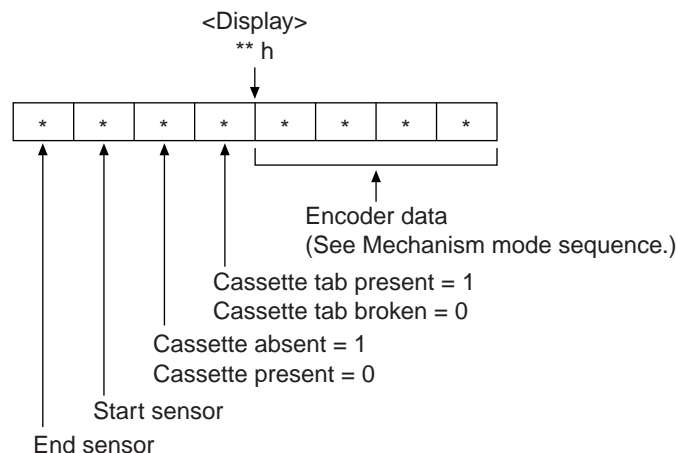 <Display>
** h
* * * * * * * *
Encoder data
(See Mechanism mode sequence.)
Cassette tab present = 1
Cassette tab broken = 0
Cassette absent = 1
Cassette present = 0
Start sensor
End sensor